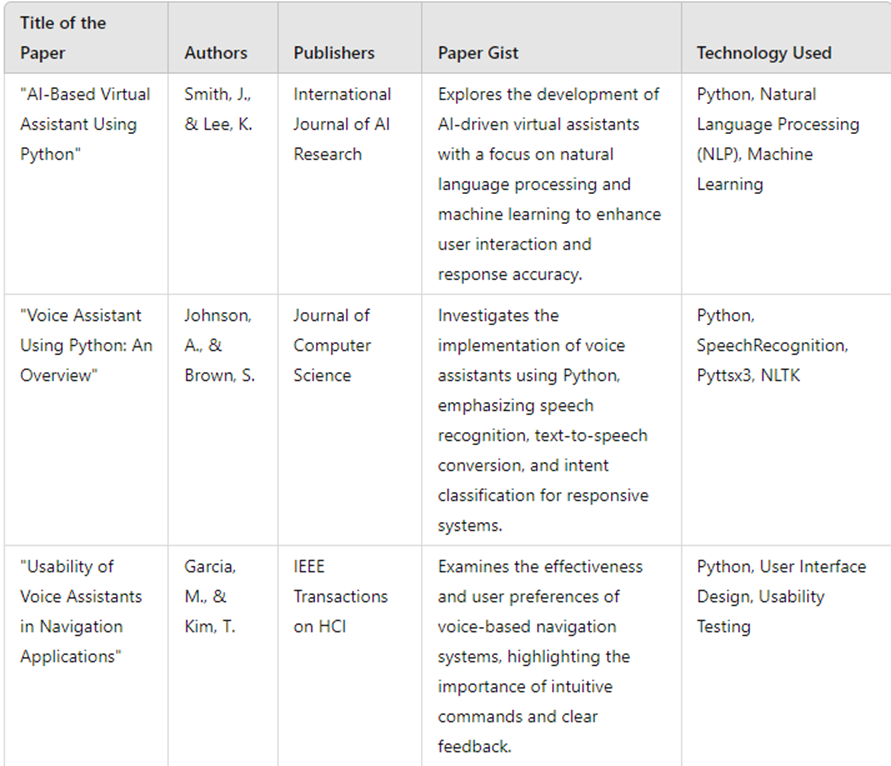 Title of the
Paper
Authors
Publishers
Paper Gist
Technology Used
"AI-Based Virtual
Assistant Using
Python"
Smith, J.,
& Lee, K.
International
Journal of AI
Research
Explores the development of
AI-driven virtual assistants
with a focus on natural
language processing and
machine learning to enhance
user interaction and
response accuracy.
Python, Natural
Language Processing
(NLP), Machine
Learning
"Voice Assistant
Using Python: An
Overview"
Johnson,
A., &
Brown, S.
Journal of
Computer
Science
Investigates the
implementation of voice
assistants using Python,
emphasizing speech
recognition, text-to-speech
conversion, and intent
classification for responsive
systems.
Python,
SpeechRecognition,
Pyttsx3, NLTK
"Usability of
Voice Assistants
in Navigation
Applications"
Garcia,
M., &
Kim, T.
IEEE
Transactions
on HCI
Examines the effectiveness
and user preferences of
voice-based navigation
systems, highlighting the
importance of intuitive
commands and clear
feedback.
Python, User Interface
Design, Usability
Testing